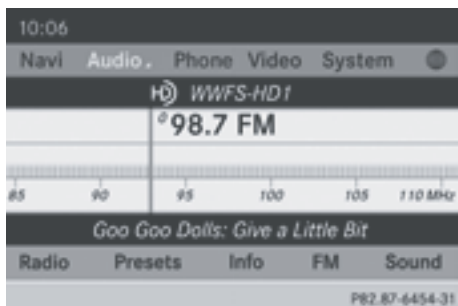 10:06
Navi Audio Phone Video System
HD WWFS-HD1
98.7 FM
85 90 95 100 105 110 MHz
Goo Goo Dolls: Give a Little Bit
Radio Presets Info FM Sound
P82.87-6454-31